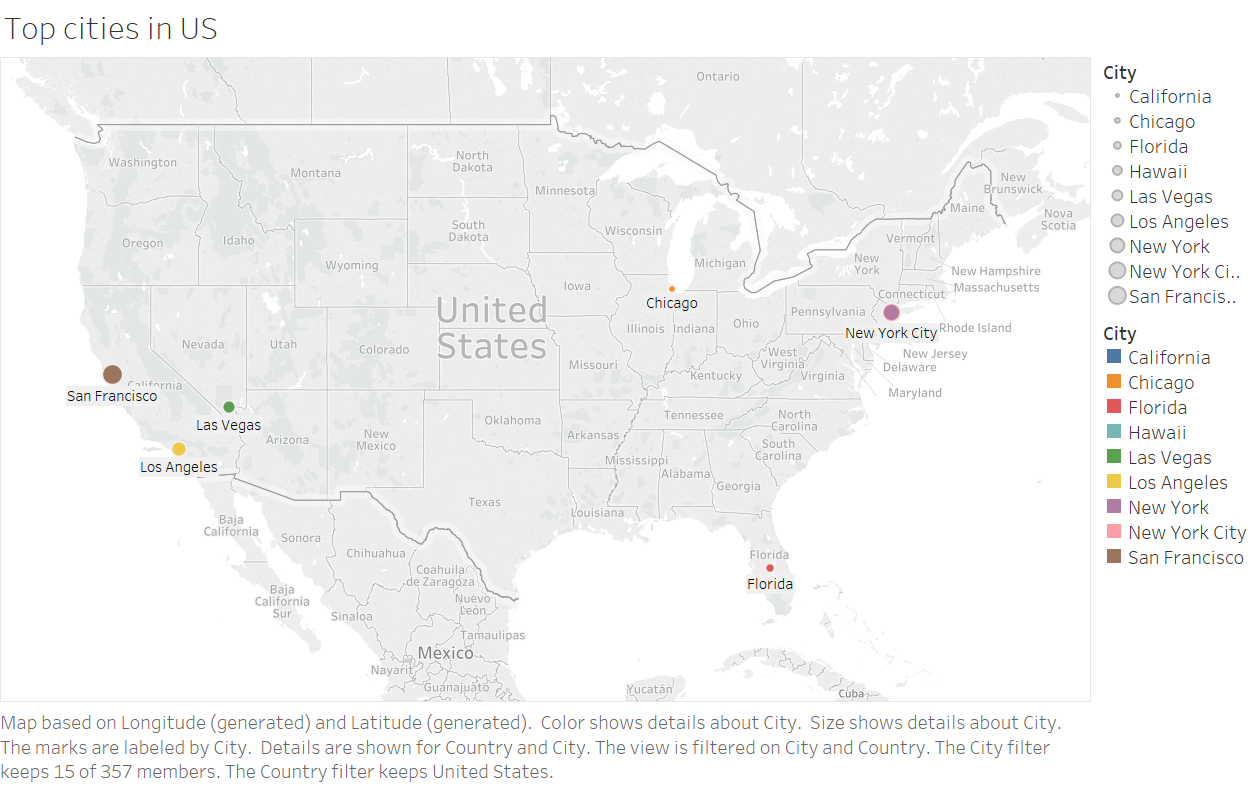 Top cities in US
Ontario
Washington
Montana
North
Dakota
Minnesota
New
Brunswick
Maine
Nova
Scotia
Oregon
Idaho
South
Dakota
Wisconsin
Vermont
Michigan
Wyoming
New
York
New Hampshire
Massachusetts
Iowa
Connecticut
Chicago
United
States
Nevada
Utah
Colorado
Illinois
Indiana
Ohio
Pennsylvania
New York City
Rhode Island
New Jersey
Delaware
Maryland
Missouri
West
Virginia
Virginia
Kentucky
California
San Francisco
Las Vegas
Los Angeles
Arizona
New
Mexico
Oklahoma
Arkansas
Tennessee
North
Carolina
South
Carolina
Mississippi
Alabama
Georgia
Texas
Louisiana
Florida
Florida
Baja
California
Sonora
Chihuahua
Coahuila
de Zaragoza
Baja
California
Sur
Sinaloa
Nuevo
León
Tamaulipas
Mexico
Nayarit
Guanajuato
Yucatán
Cuba
City
California
Chicago
Florida
Hawaii
Las Vegas
Los Angeles
New York
New York Ci..
San Francis..
City
California
Chicago
Florida
Hawaii
Las Vegas
Los Angeles
New York
New York City
San Francisco
Map based on Longitude (generated) and Latitude (generated).  Color shows details about City.  Size shows details about City.
The marks are labeled by City.  Details are shown for Country and City. The view is filtered on City and Country. The City filter
keeps 15 of 357 members. The Country filter keeps United States.